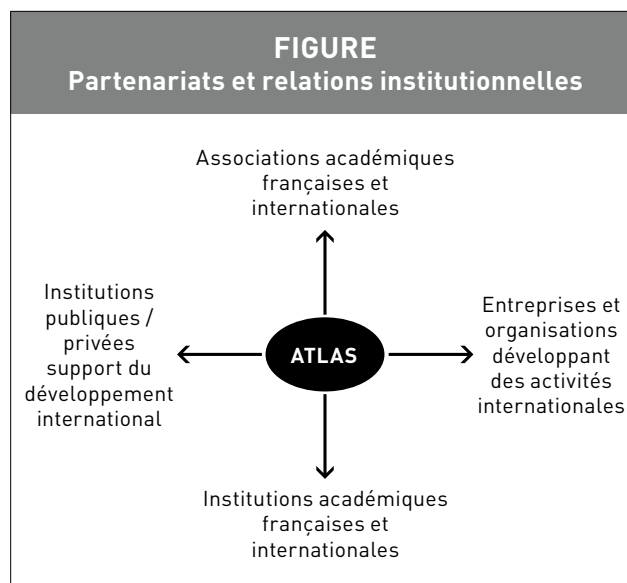 FIGURE
Partenariats et relations institutionnelles
Associations académiques
françaises et
internationales
Institutions
publiques /
privées
support du
développement
international
ATLAS
Entreprises et
organisations
développant
des activités
internationales
Institutions académiques
françaises et
internationales